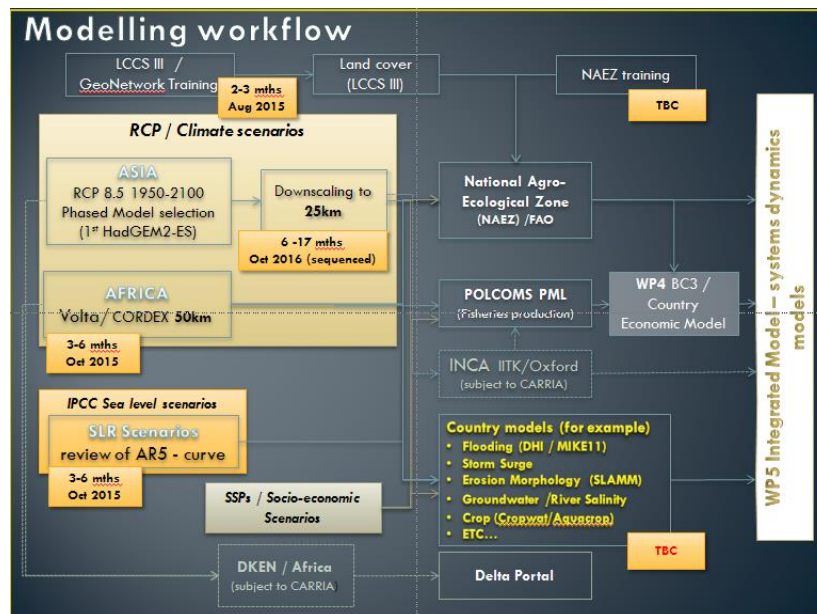 Modelling workflow
LCCS III /
GeoNetwork Training
2-3 mths
Aug 2015
Land cover
(LCCS III)
NAEZ training
TBC
RCP / Climate scenarios
ASIA
RCP 8.5 1950-2100
Phased Model selection
(1st HadGEM2-ES)
Downscaling to
25km
6 -17 mths
Oct 2016 (sequenced)
AFRICA
Volta/ CORDEX 50km
3-6 mths
Oct 2015
National Agro-
Ecological Zone
(NAEZ) /FAO
POLCOMS PML
(Fisheries production)
WP4 BC3 /
Country
Economic Model
INCA IITK/Oxford
(subject to CARRIA)
IPCC Sea level scenarios
SLR Scenarios
review of AR5 - curve
3-6 mths
Oct 2015
SSPs / Socio-economic
Scenarios
Country models (for example)
• Flooding (DHI / MIKE11)
• Storm Surge
• Erosion Morphology (SLAMM)
• Groundwater /River Salinity
• Crop (Cropwat/Aquacrop)
• ETC...
TBC
DKEN / Africa
(subject to CARRIA)
Delta Portal
WP5 Integrated Model – systems dynamics
models